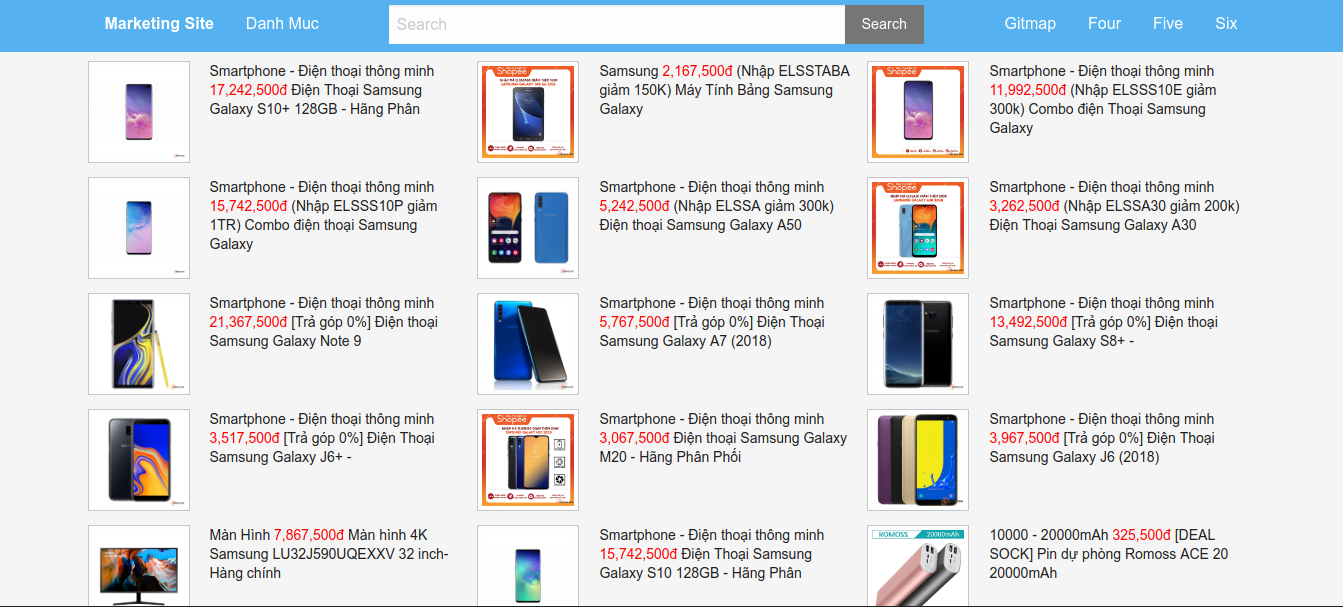 Marketing Site Danh Muc Search Search Gitmap Four Five Six
Smartphone - Điện thoại thông minh
17,242,500đ Điện Thoại Samsung
Galaxy S10+ 128GB - Hãng Phân
Shopee
Samsung 2,167,500đ (Nhập ELSSTABA
giảm 150K) Máy Tính Bảng Samsung
Galaxy
Shopee
Smartphone - Điện thoại thông minh
11,992,500đ (Nhập ELSSS10E giảm
300k) Combo điện Thoại Samsung
Galaxy
Smartphone - Điện thoại thông minh
15,742,500đ (Nhập ELSSS10P giảm
1TR) Combo điện thoại Samsung
Galaxy
Smartphone - Điện thoại thông minh
5,242,500đ (Nhập ELSSA giảm 300k)
Điện thoại Samsung Galaxy A50
Shopee
Smartphone - Điện thoại thông minh
3,262,500đ (Nhập ELSSA30 giảm 200k)
Điện Thoại Samsung Galaxy A30
Smartphone - Điện thoại thông minh
21,367,500đ [Trả góp 0%] Điện thoại
Samsung Galaxy Note 9
Smartphone - Điện thoại thông minh
5,767,500đ [Trả góp 0%] Điện Thoại
Samsung Galaxy A7 (2018)
Smartphone - Điện thoại thông minh
13,492,500đ [Trả góp 0%] Điện thoại
Samsung Galaxy S8+ -
Smartphone - Điện thoại thông minh
3,517,500đ [Trả góp 0%] Điện Thoại
Samsung Galaxy J6+ -
Shopee
Smartphone - Điện thoại thông minh
3,067,500đ Điện thoại Samsung Galaxy
M20 - Hãng Phân Phối
Smartphone - Điện thoại thông minh
3,967,500đ [Trả góp 0%] Điện Thoại
Samsung Galaxy J6 (2018)
Màn Hình 7,867,500đ Màn hình 4K
Samsung LU32J590UQEXXV 32 inch-
Hàng chính
Smartphone - Điện thoại thông minh
15,742,500đ Điện Thoại Samsung
Galaxy S10 128GB - Hãng Phân
ROMOSS 20000mAh
10000 - 20000mAh 325,500đ [DEAL
SOCK] Pin dự phòng Romoss ACE 20
20000mAh